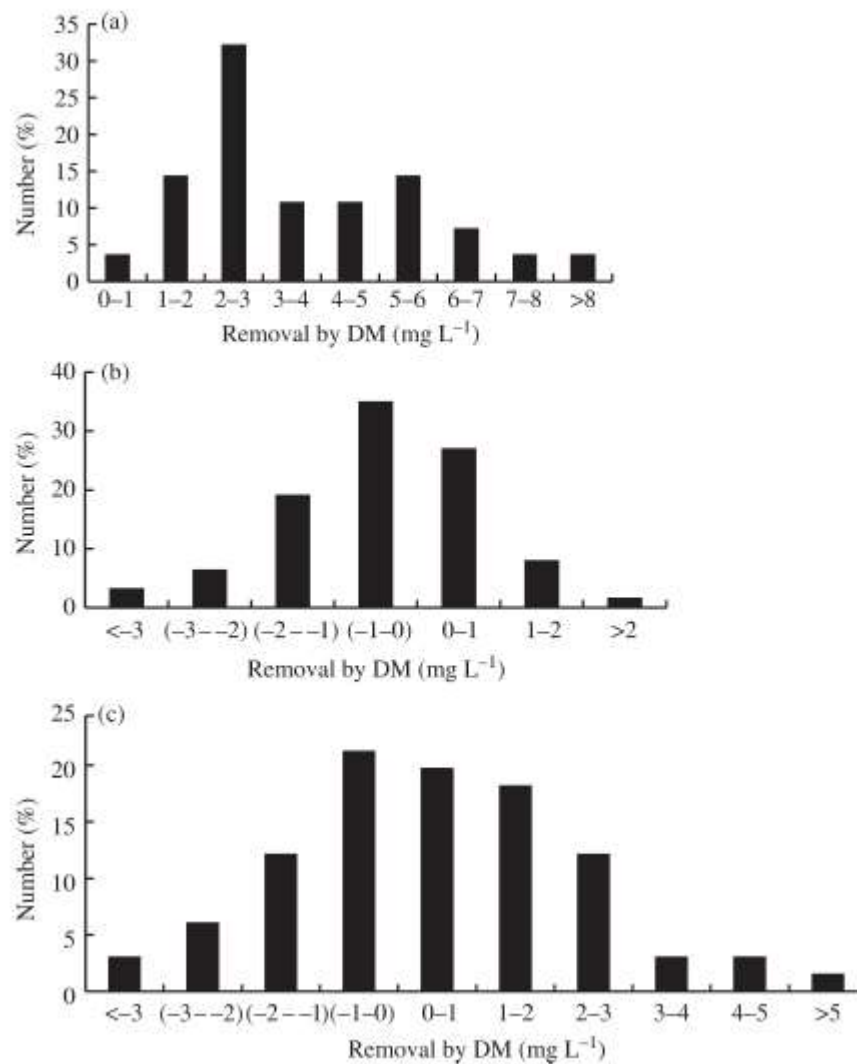 (a)
35
30
25
20
15
10
5
0
Number (%)
0–1 1–2 2–3 3–4 4–5 5–6 6–7 7–8 >8
Removal by DM (mg L⁻¹)
(b)
40
30
20
10
0
Number (%)
<–3 (–3 – –2) (–2 – –1) (–1–0) 0–1 1–2 >2
Removal by DM (mg L⁻¹)
(c)
25
20
15
10
5
0
Number (%)
<–3 (–3 – –2) (–2 – –1) (–1–0) 0–1 1–2 2–3 3–4 4–5 >5
Removal by DM (mg L⁻¹)